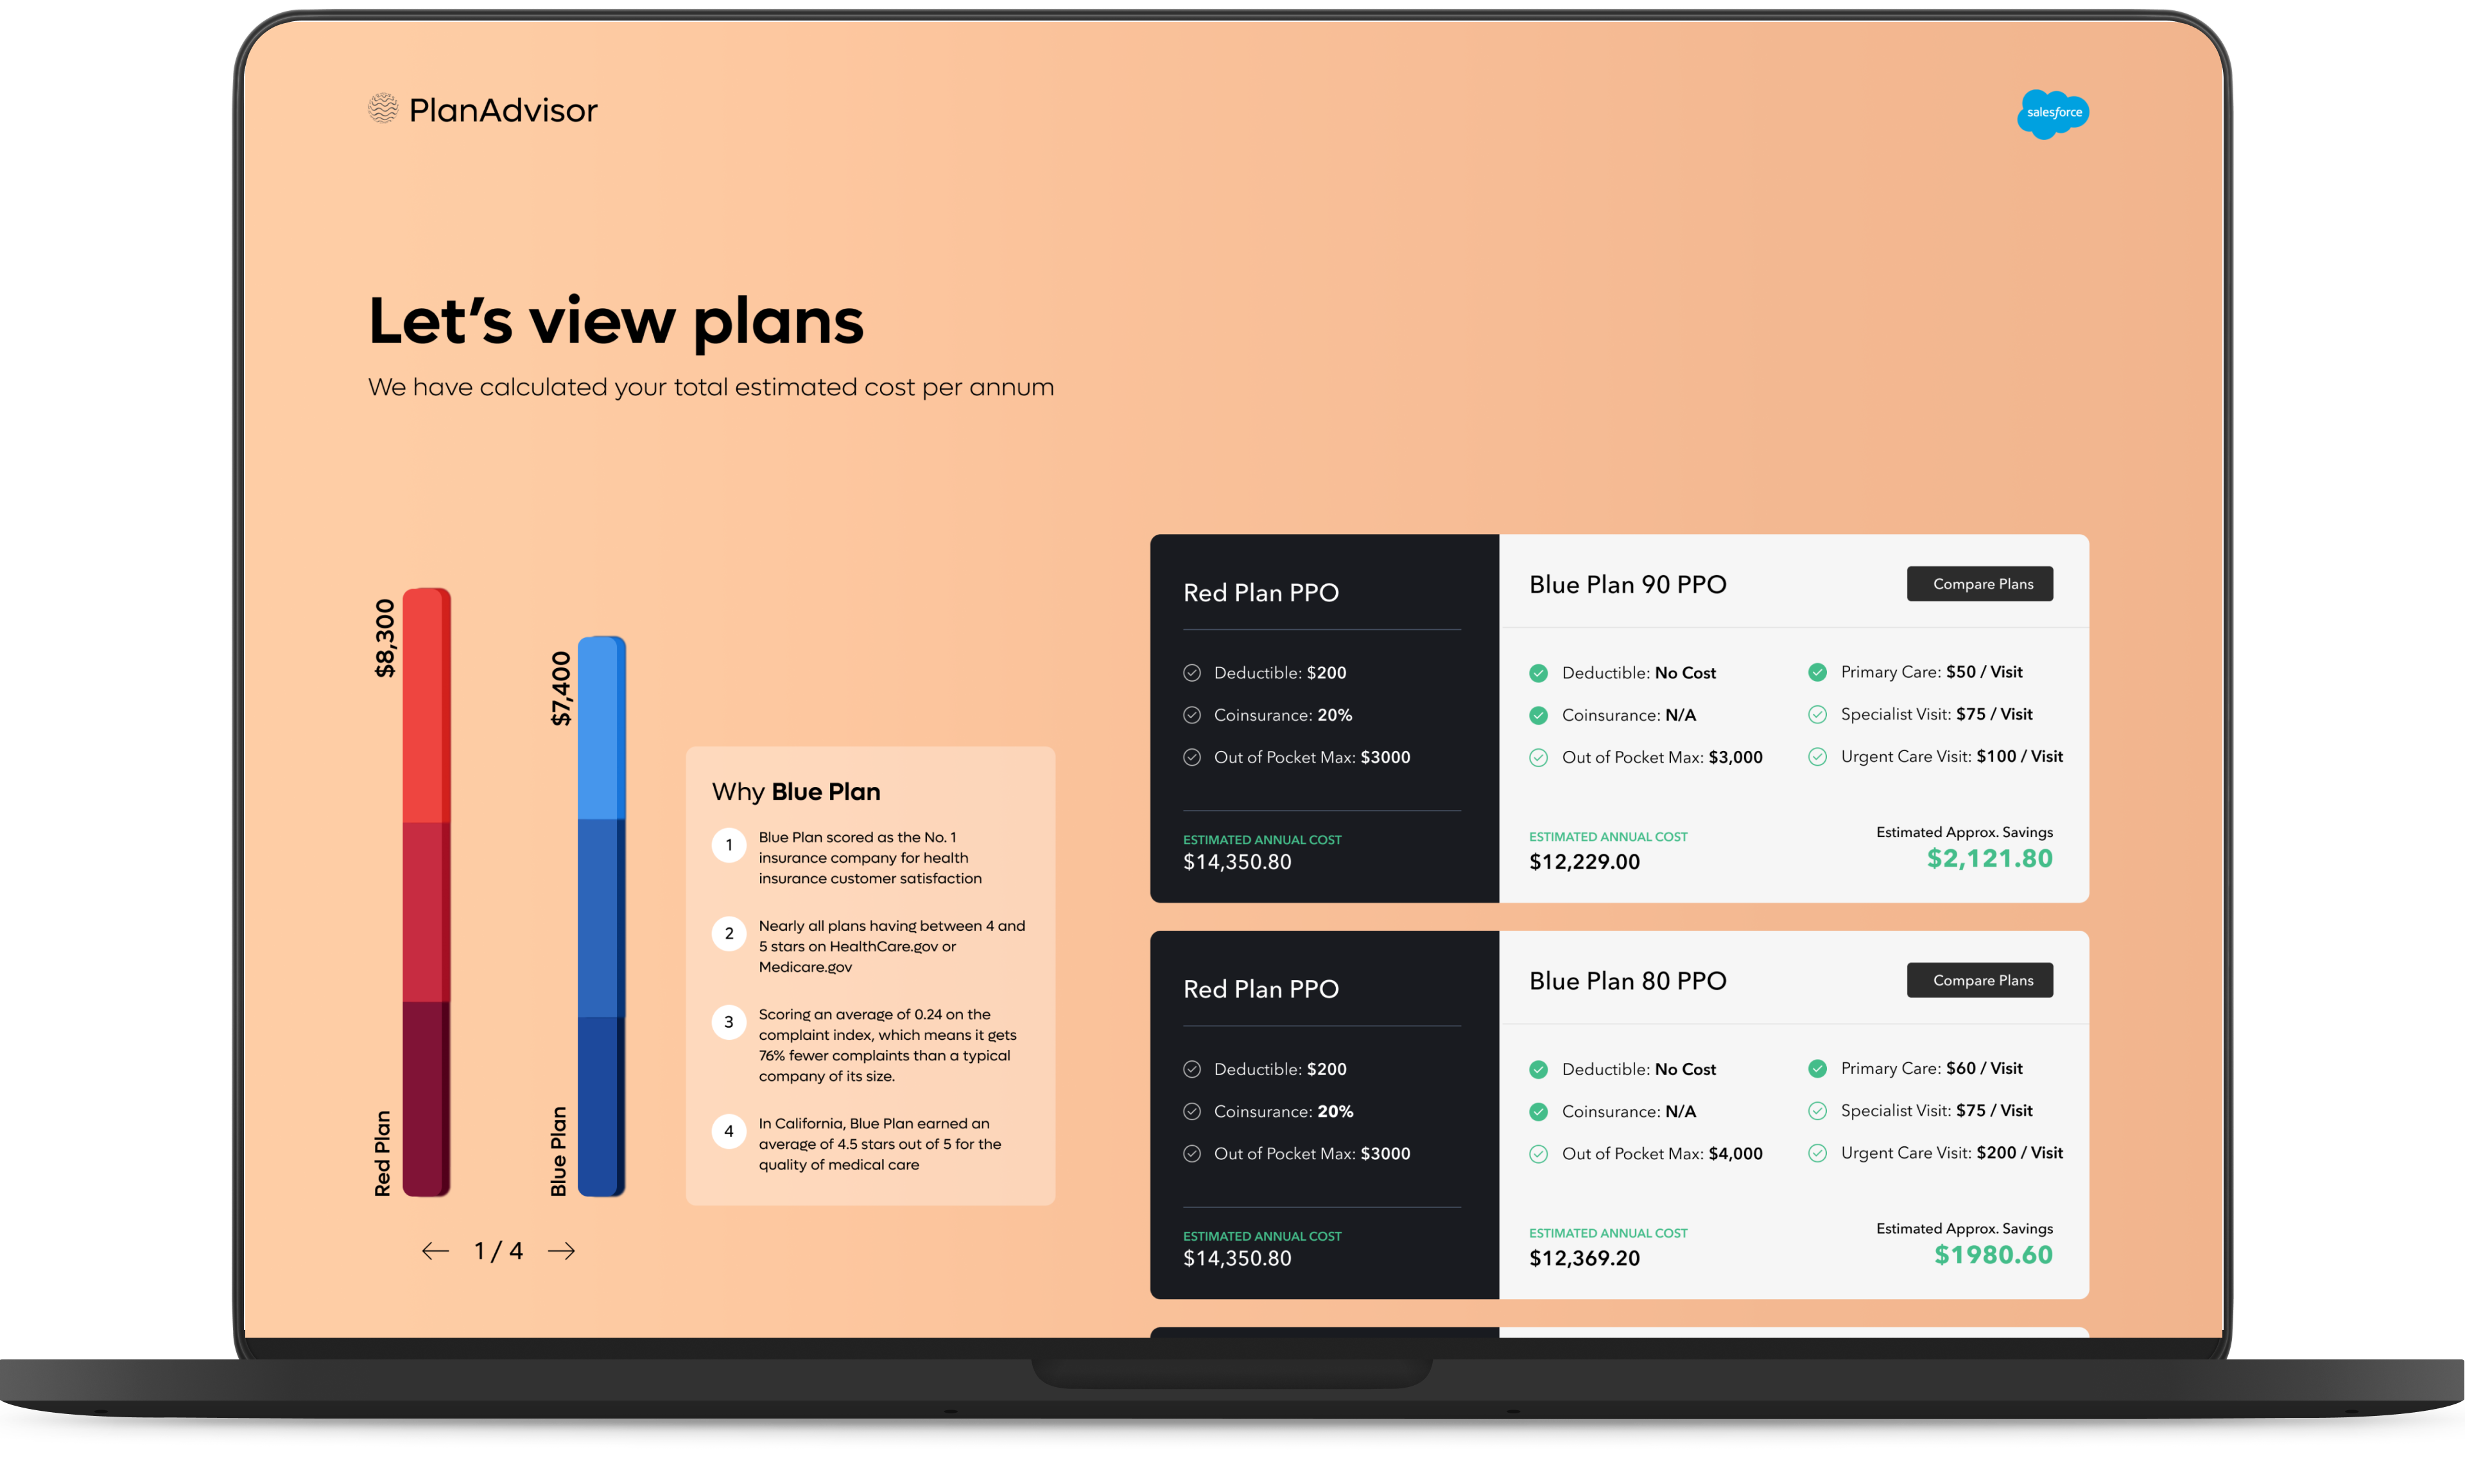 PlanAdvisor
salesforce
Let's view plans
We have calculated your total estimated cost per annum
$8,300
Red Plan
$7,400
Blue Plan
1 / 4
Why Blue Plan
1
Blue Plan scored as the No. 1
insurance company for health
insurance customer satisfaction
2
Nearly all plans having between 4 and
5 stars on HealthCare.gov or
Medicare.gov
3
Scoring an average of 0.24 on the
complaint index, which means it gets
76% fewer complaints than a typical
company of its size.
4
In California, Blue Plan earned an
average of 4.5 stars out of 5 for the
quality of medical care
Red Plan PPO
Deductible: $200
Coinsurance: 20%
Out of Pocket Max: $3000
ESTIMATED ANNUAL COST
$14,350.80
Blue Plan 90 PPO
Compare Plans
Deductible: No Cost
Coinsurance: N/A
Out of Pocket Max: $3,000
Primary Care: $50 / Visit
Specialist Visit: $75 / Visit
Urgent Care Visit: $100 / Visit
ESTIMATED ANNUAL COST
$12,229.00
Estimated Approx. Savings
$2,121.80
Red Plan PPO
Deductible: $200
Coinsurance: 20%
Out of Pocket Max: $3000
ESTIMATED ANNUAL COST
$14,350.80
Blue Plan 80 PPO
Compare Plans
Deductible: No Cost
Coinsurance: N/A
Out of Pocket Max: $4,000
Primary Care: $60 / Visit
Specialist Visit: $75 / Visit
Urgent Care Visit: $200 / Visit
ESTIMATED ANNUAL COST
$12,369.20
Estimated Approx. Savings
$1980.60